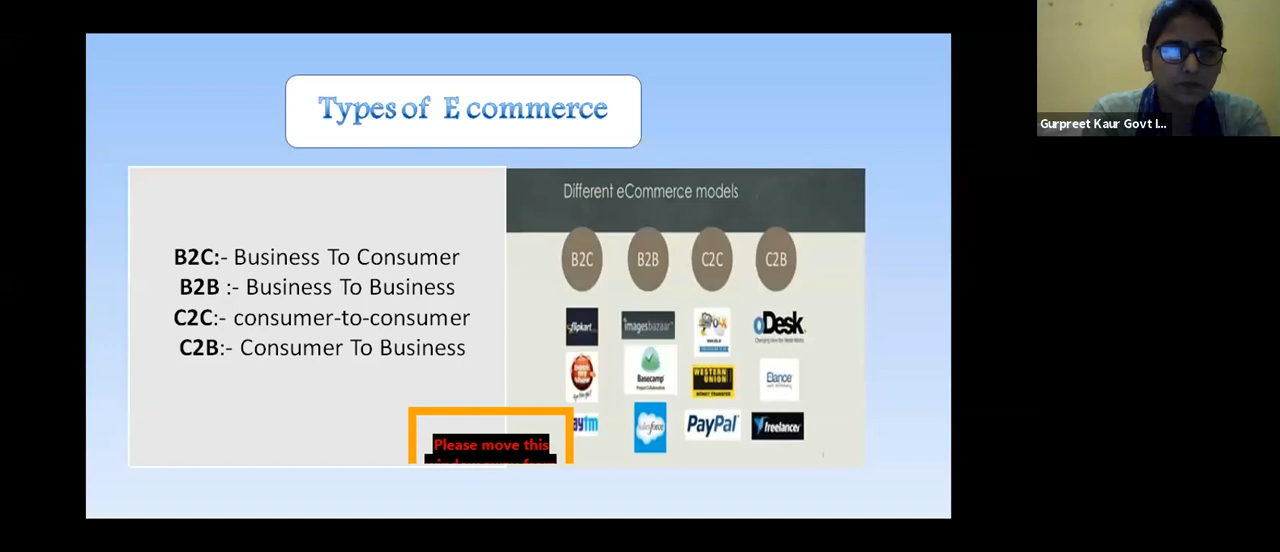 Types of E commerce
B2C:- Business To Consumer
B2B :- Business To Business
C2C:- consumer-to-consumer
C2B:- Consumer To Business
Different eCommerce models
B2C B2B C2C C2B
flipkart imagesbazaar oDesk
Basecamp WESTERN UNION Elance
aytm salesforce PayPal freelancer
Please move this
Gurpreet Kaur Govt I...